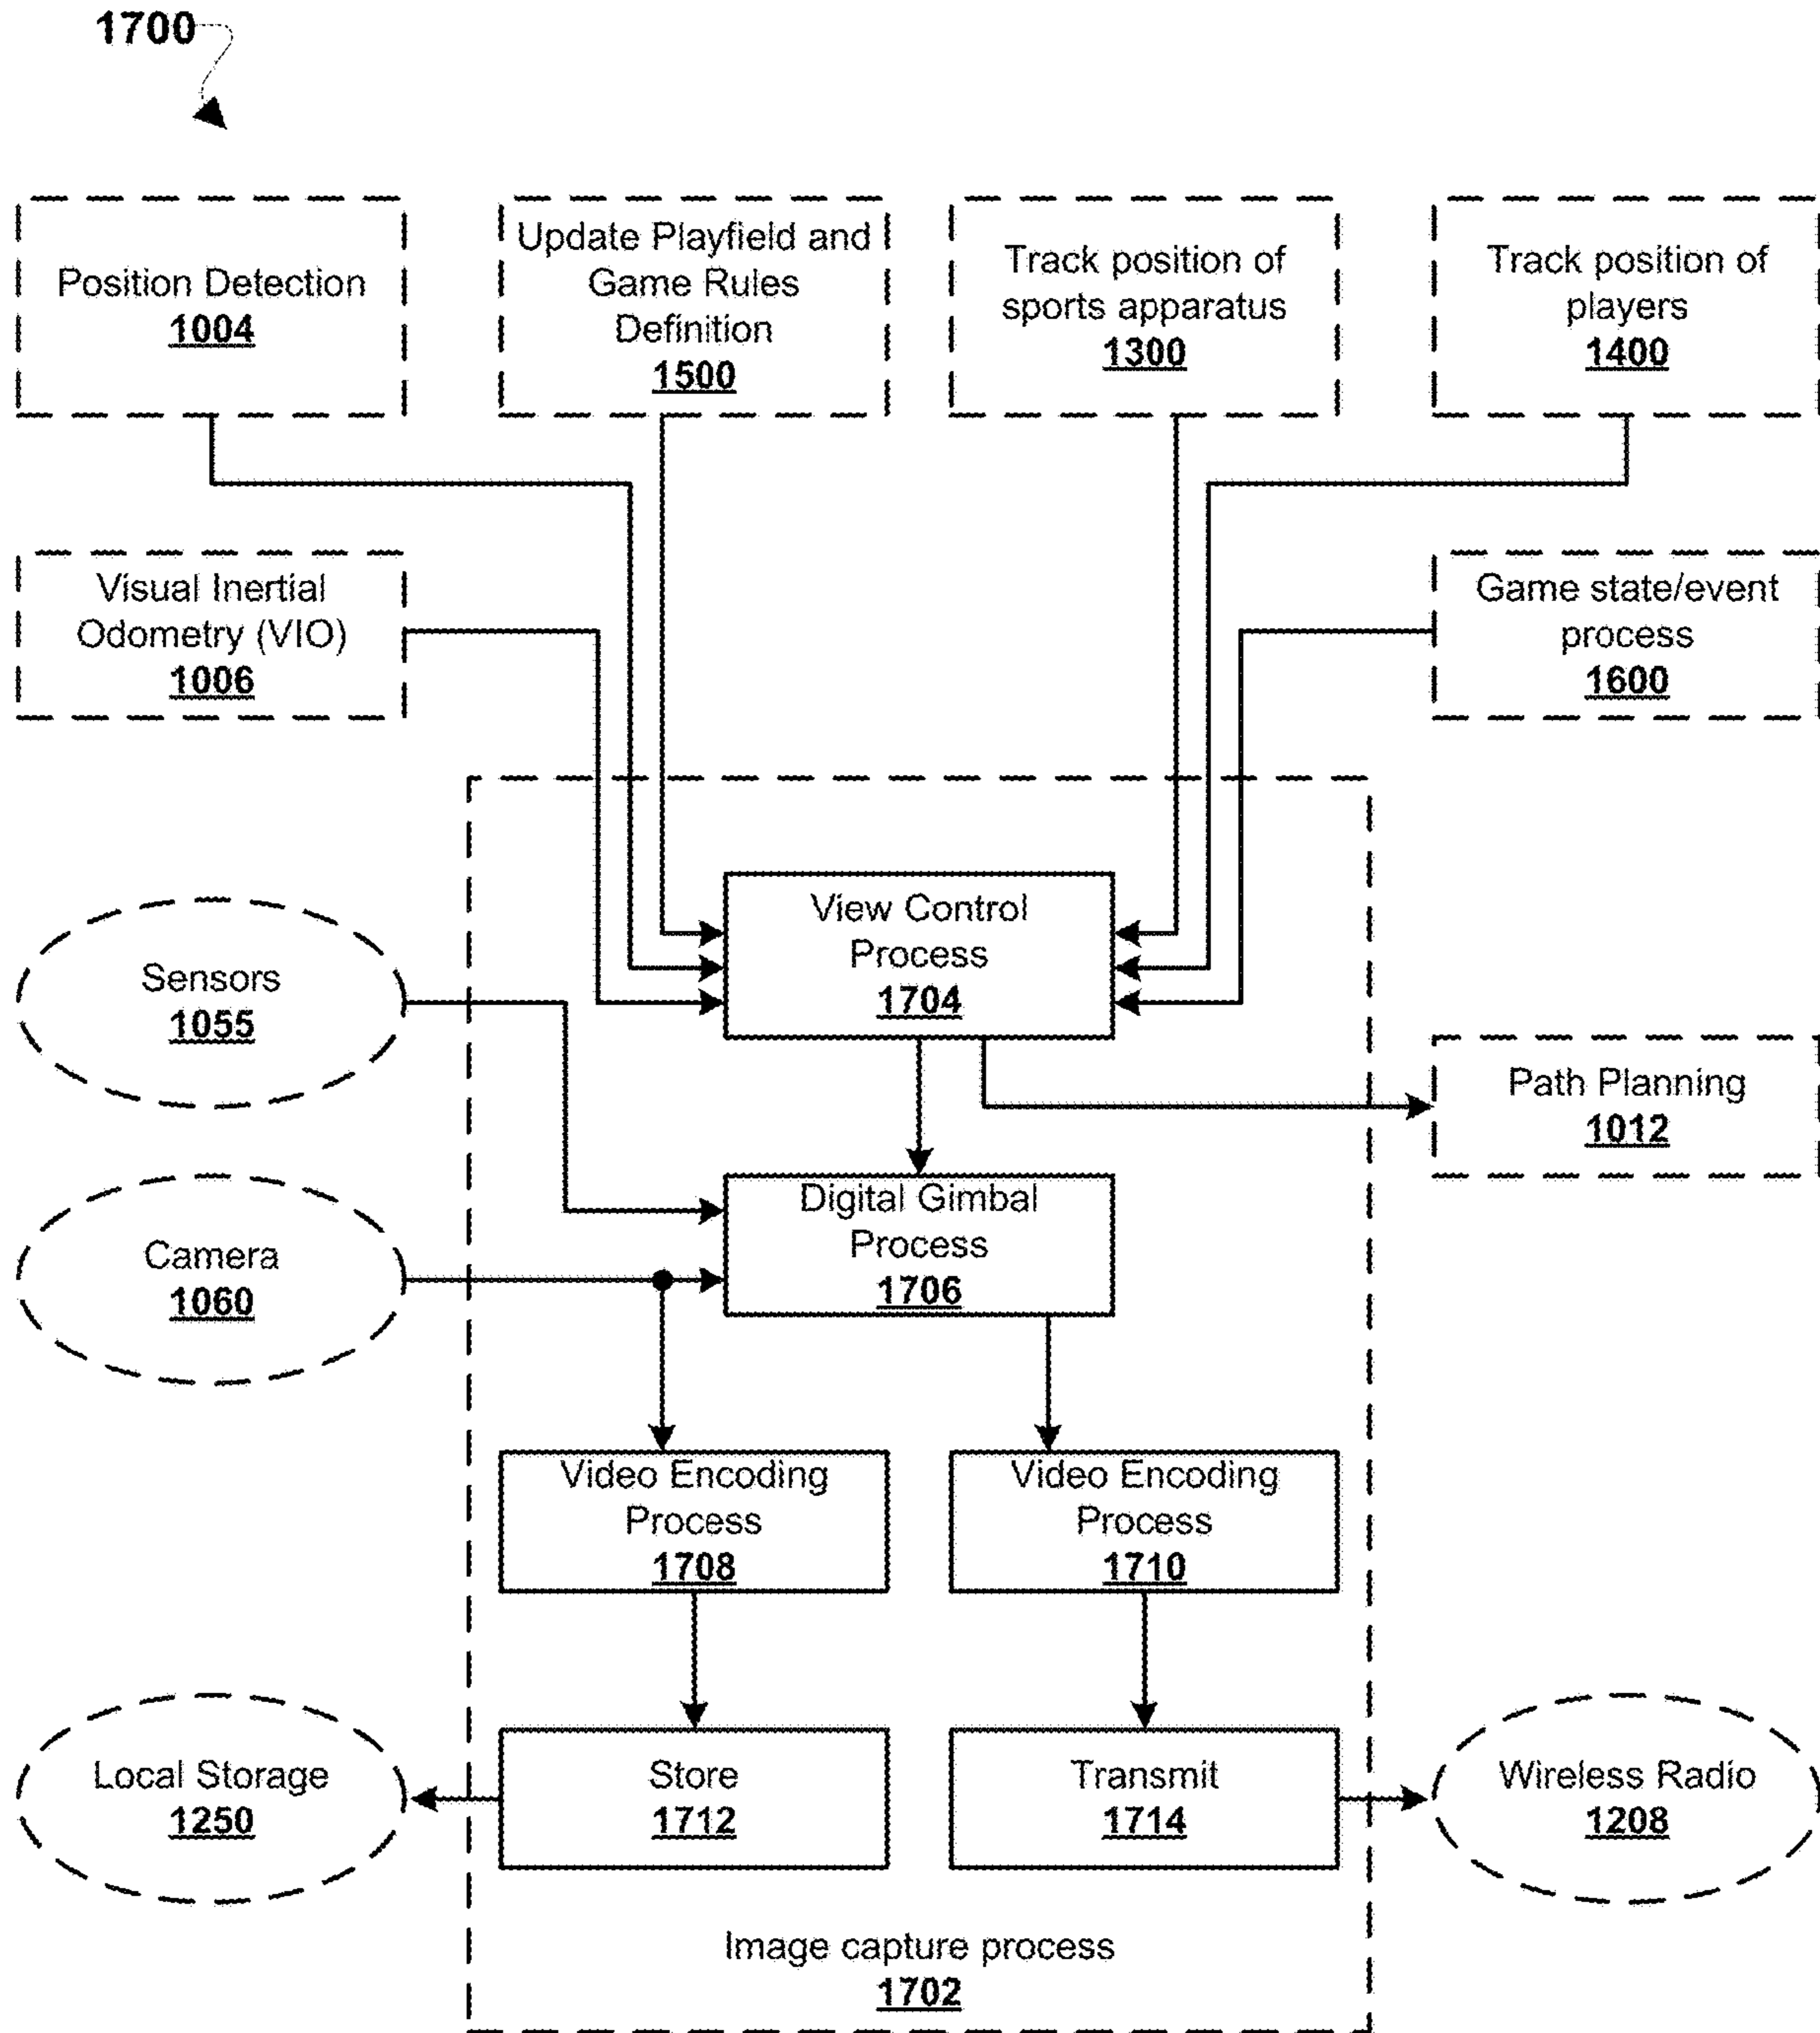 1700
Position Detection
1004
Update Playfield and
Game Rules
Definition
1500
Track position of
sports apparatus
1300
Track position of
players
1400
Visual Inertial
Odometry (VIO)
1006
Game state/event
process
1600
View Control
Process
1704
Sensors
1055
Path Planning
1012
Digital Gimbal
Process
1706
Camera
1060
Video Encoding
Process
1708
Video Encoding
Process
1710
Local Storage
1250
Store
1712
Transmit
1714
Wireless Radio
1208
Image capture process
1702